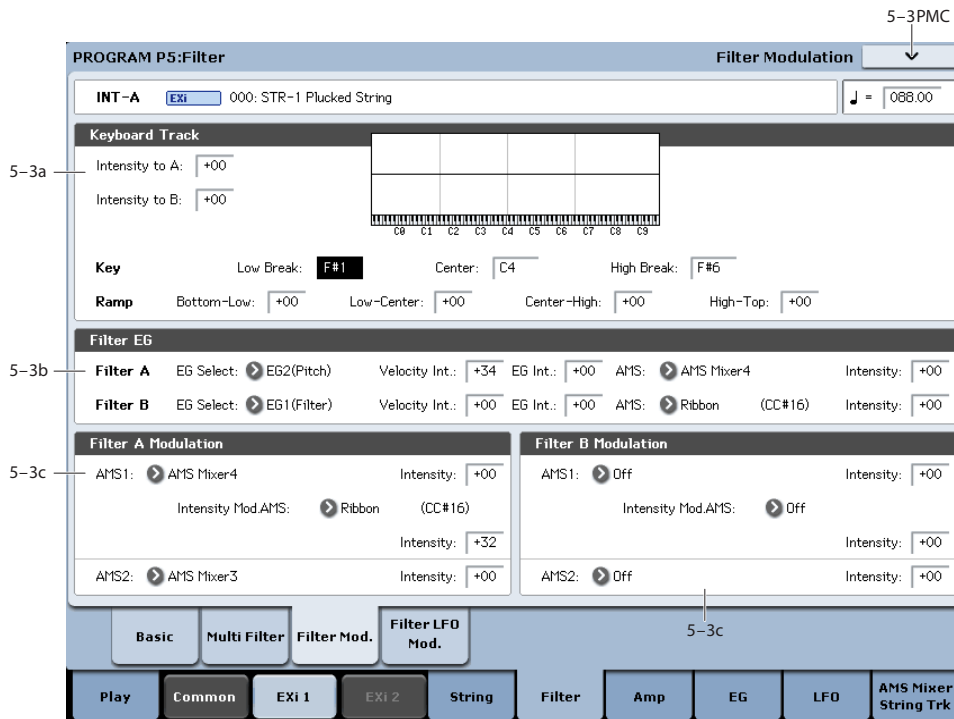 5-3PMC
PROGRAM P5:Filter Filter Modulation
INT-A EXi 000: STR-1 Plucked String ♩ = 088.00
Keyboard Track
5-3a
Intensity to A: +00
Intensity to B: +00
C0 C1 C2 C3 C4 C5 C6 C7 C8 C9
Key Low Break: F#1 Center: C4 High Break: F#6
Ramp Bottom-Low: +00 Low-Center: +00 Center-High: +00 High-Top: +00
Filter EG
5-3b
Filter A EG Select: EG2(Pitch) Velocity Int.: +34 EG Int.: +00 AMS: AMS Mixer4 Intensity: +00
Filter B EG Select: EG1(Filter) Velocity Int.: +00 EG Int.: +00 AMS: Ribbon (CC#16) Intensity: +00
Filter A Modulation
5-3c
AMS1: AMS Mixer4 Intensity: +00
Intensity Mod.AMS: Ribbon (CC#16)
Intensity: +32
AMS2: AMS Mixer3 Intensity: +00
Filter B Modulation
AMS1: Off Intensity: +00
Intensity Mod.AMS: Off
Intensity: +00
AMS2: Off Intensity: +00
5-3c
Basic Multi Filter Filter Mod. Filter LFO
Mod.
Play Common EXi 1 EXi 2 String Filter Amp EG LFO AMS Mixer
String Trk